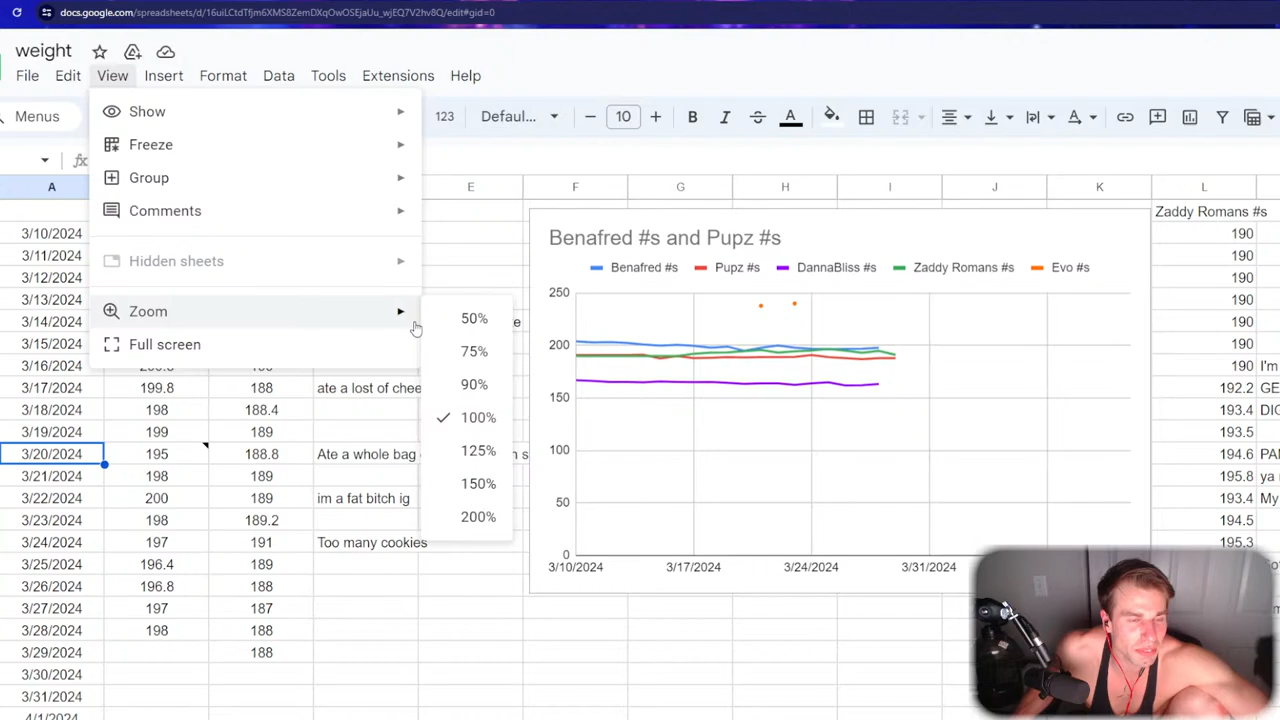 docs.google.com/spreadsheets/d/16uiLCtdTfjm6XMS8ZemDXqOwOSEjaUu_wjEQ7V2hv8Q/edit#gid=0
weight
File Edit View Insert Format Data Tools Extensions Help
Menus 123 Defaul... 10 B I S A
fx
A E F G H I J K L
Show
Freeze
Group
Comments
Hidden sheets
Zoom
Full screen
50%
75%
90%
100%
125%
150%
200%
Zaddy Romans #s
3/10/2024 190
3/11/2024 190
3/12/2024 190
3/13/2024 190
3/14/2024 190
3/15/2024 190
3/16/2024 190 I'm
3/17/2024 199.8 188 ate a lost of chee 192.2 GE
3/18/2024 198 188.4 193.4 DIC
3/19/2024 199 189 193.5
3/20/2024 195 188.8 Ate a whole bag 194.6 PAN
3/21/2024 198 189 195.8 ya
3/22/2024 200 189 im a fat bitch ig 193.4 My
3/23/2024 198 189.2 194.5
3/24/2024 197 191 Too many cookies 195.3
3/25/2024 196.4 189
3/26/2024 196.8 189
3/27/2024 197 187
3/28/2024 198 188
3/29/2024 188
3/30/2024
3/31/2024
4/1/2024
Benafred #s and Pupz #s
Benafred #s Pupz #s DannaBliss #s Zaddy Romans #s Evo #s
250
200
150
100
50
0
3/10/2024 3/17/2024 3/24/2024 3/31/2024